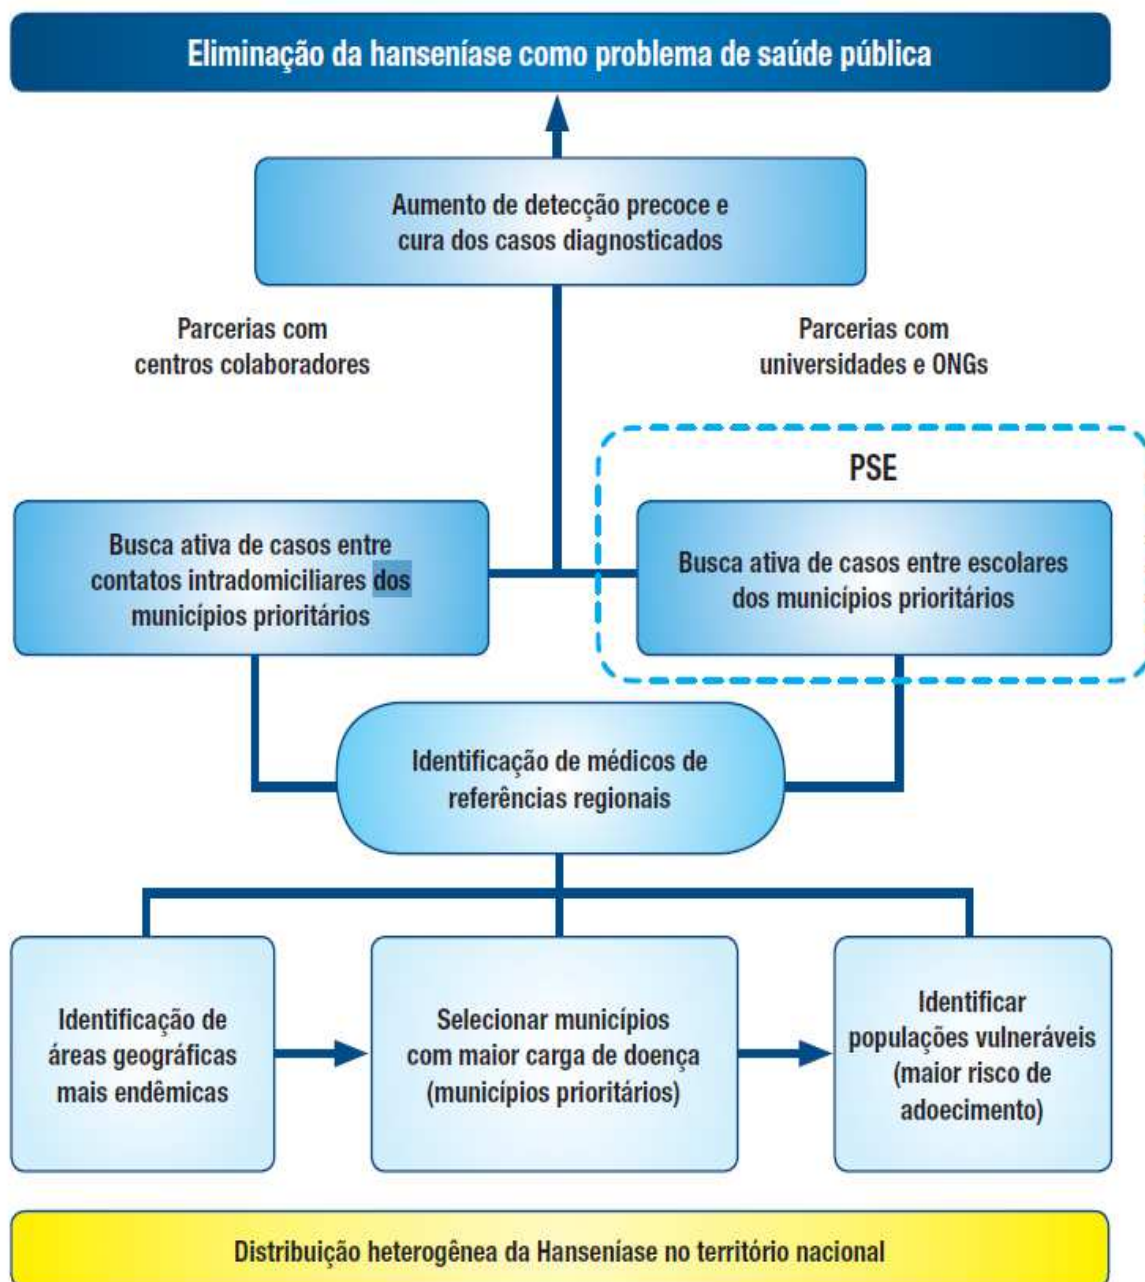 Eliminação da hanseníase como problema de saúde pública
Aumento de detecção precoce e
cura dos casos diagnosticados
Parcerias com
centros colaboradores
Parcerias com
universidades e ONGs
PSE
Busca ativa de casos entre
contatos intradomiciliares dos
municípios prioritários
Busca ativa de casos entre escolares
dos municípios prioritários
Identificação de médicos de
referências regionais
Identificação de
áreas geográficas
mais endêmicas
Selecionar municípios
com maior carga de doença
(municípios prioritários)
Identificar
populações vulneráveis
(maior risco de
adoecimento)
Distribuição heterogênea da Hanseníase no território nacional